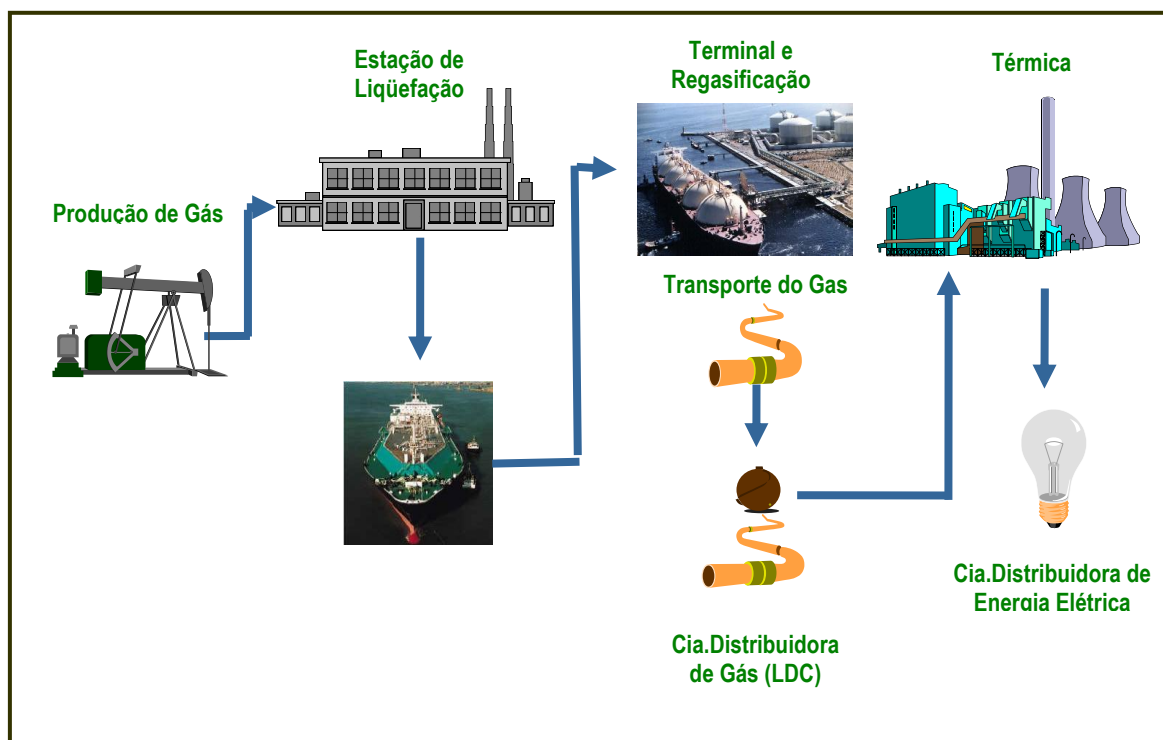 Produção de Gás
Estação de
Liqüefação
Terminal e
Regasificação
Transporte do Gas
Cia.Distribuidora
de Gás (LDC)
Térmica
Cia.Distribuidora de
Energia Elétrica